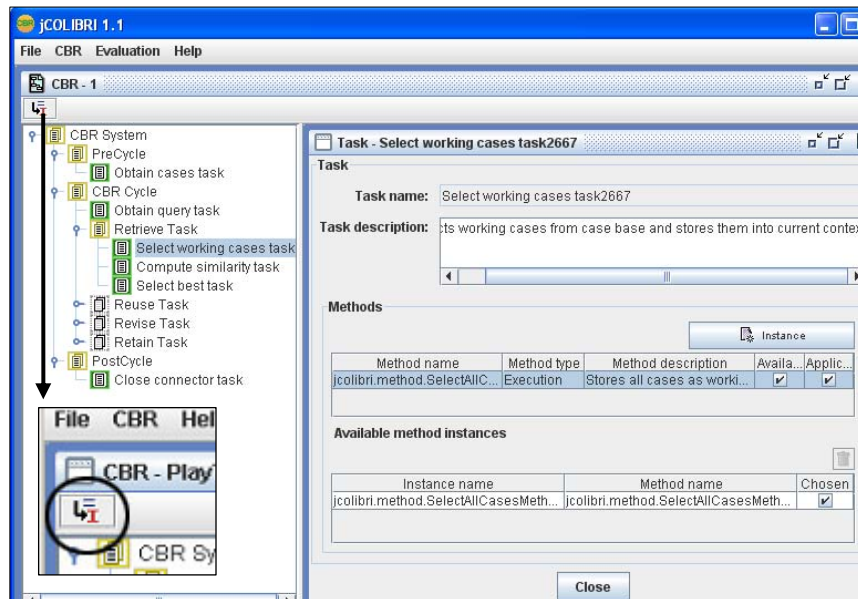 jCOLIBRI 1.1
File CBR Evaluation Help
CBR - 1
CBR System
PreCycle
Obtain cases task
CBR Cycle
Obtain query task
Retrieve Task
Select working cases task
Compute similarity task
Select best task
Reuse Task
Revise Task
Retain Task
PostCycle
Close connector task
File CBR Hel
CBR - Play
CBR Sy
Task - Select working cases task2667
Task
Task name: Select working cases task2667
Task description: cts working cases from case base and stores them into current contex
Methods
Instance
Method name Method type Method description Availa... Applic...
jcolibri.method.SelectAllC... Execution Stores all cases as worki...
Available method instances
Instance name Method name Chosen
jcolibri.method.SelectAllCasesMeth... jcolibri.method.SelectAllCasesMeth...
Close